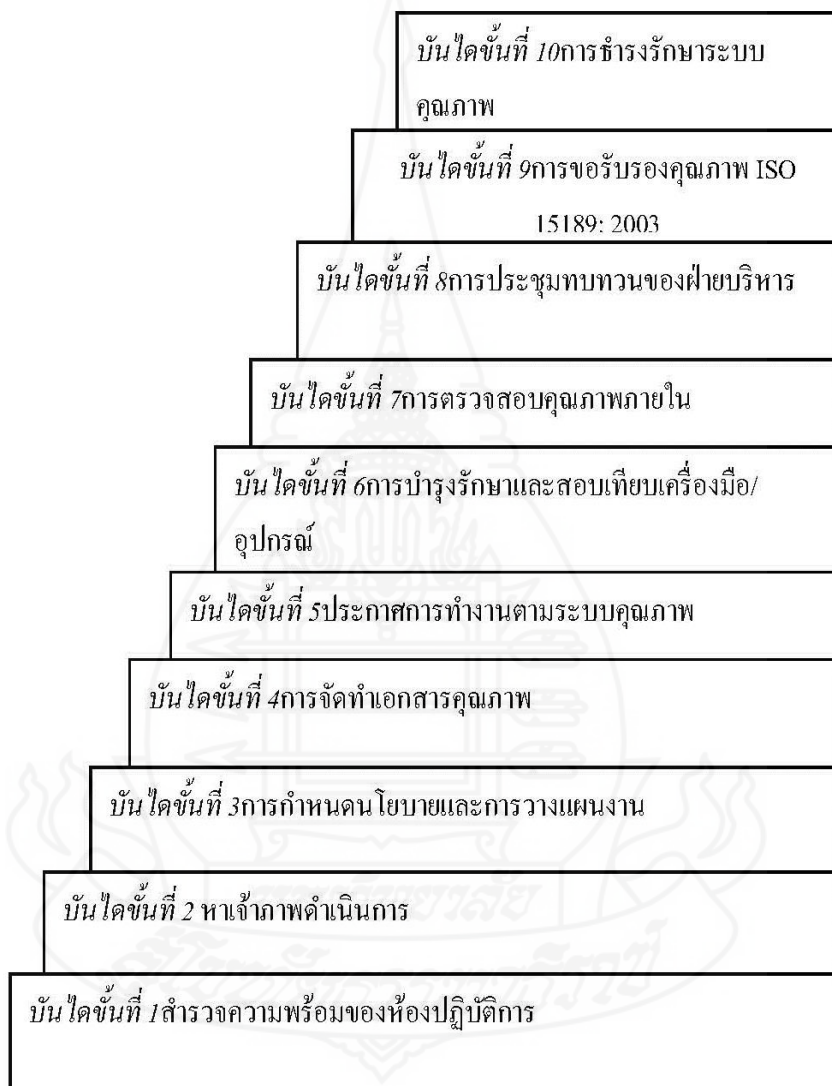 บันไดขั้นที่ 10การธำรงรักษาระบบ
คุณภาพ
บันไดขั้นที่ 9การขอรับรองคุณภาพ ISO
15189: 2003
บันไดขั้นที่ 8การประชุมทบทวนของฝ่ายบริหาร
บันไดขั้นที่ 7การตรวจสอบคุณภาพภายใน
บันไดขั้นที่ 6การบำรุงรักษาและสอบเทียบเครื่องมือ/
อุปกรณ์
บันไดขั้นที่ 5ประกาศการทำงานตามระบบคุณภาพ
บันไดขั้นที่ 4การจัดทำเอกสารคุณภาพ
บันไดขั้นที่ 3การกำหนดนโยบายและการวางแผนงาน
บันไดขั้นที่ 2 หาเจ้าภาพดำเนินการ
บันไดขั้นที่ 1สำรวจความพร้อมของห้องปฏิบัติการ